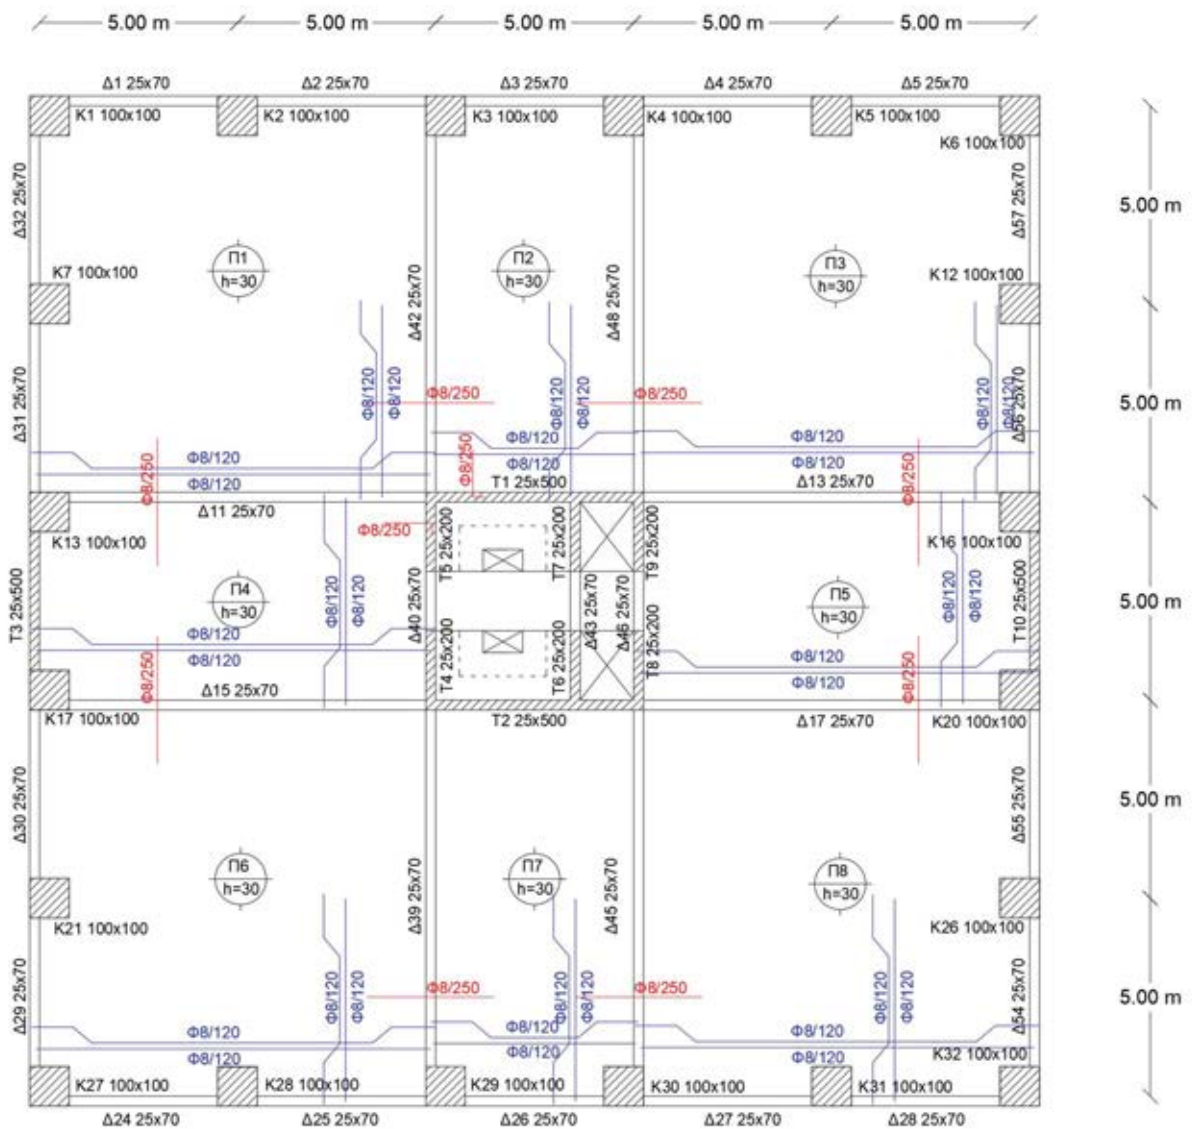 5.00 m
5.00 m
5.00 m
5.00 m
5.00 m
Δ1 25x70
Δ2 25x70
Δ3 25x70
Δ4 25x70
Δ5 25x70
K1 100x100
K2 100x100
K3 100x100
K4 100x100
K5 100x100
K6 100x100
Δ32 25x70
Δ57 25x70
5.00 m
Π1
h=30
Π2
h=30
Π3
h=30
K7 100x100
K12 100x100
Δ42 25x70
Δ48 25x70
Δ31 25x70
Φ8/120
Φ8/120
Φ8/250
Φ8/120
Φ8/120
Φ8/250
Φ8/120
Φ8/120
Δ56 25x70
5.00 m
Φ8/120
Φ8/120
Φ8/120
Φ8/120
Φ8/120
Φ8/120
Φ8/250
Φ8/250
Φ8/250
T1 25x500
Δ13 25x70
Δ11 25x70
Φ8/250
K13 100x100
K16 100x100
T5 25x200
T7 25x200
T9 25x200
T3 25x500
Π4
h=30
Φ8/120
Φ8/120
Δ40 25x70
Δ43 25x70
Δ46 25x70
Π5
h=30
Φ8/120
Φ8/120
T10 25x500
5.00 m
Φ8/120
Φ8/120
T4 25x200
T6 25x200
T8 25x200
Φ8/120
Φ8/120
Φ8/250
Φ8/250
Δ15 25x70
K17 100x100
T2 25x500
Δ17 25x70
K20 100x100
Δ30 25x70
Δ55 25x70
5.00 m
Π6
h=30
Π7
h=30
Π8
h=30
Δ39 25x70
Δ45 25x70
K21 100x100
K26 100x100
Δ29 25x70
Φ8/120
Φ8/120
Φ8/250
Φ8/120
Φ8/120
Φ8/250
Φ8/120
Φ8/120
Δ54 25x70
5.00 m
Φ8/120
Φ8/120
Φ8/120
Φ8/120
Φ8/120
Φ8/120
K32 100x100
K27 100x100
K28 100x100
K29 100x100
K30 100x100
K31 100x100
Δ24 25x70
Δ25 25x70
Δ26 25x70
Δ27 25x70
Δ28 25x70